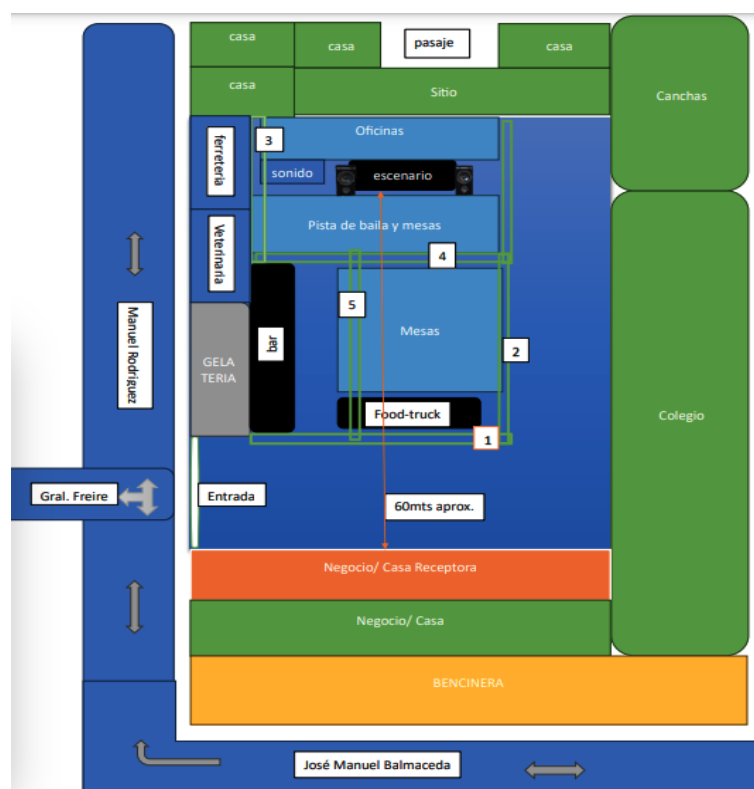 casa
casa
pasaje
casa
casa
Sitio
Canchas
3
Oficinas
ferretería
sonido
escenario
Veterinaria
Pista de baila y mesas
4
Manuel Rodriguez
5
bar
Mesas
2
GELA
TERIA
Food-truck
Colegio
1
Gral. Freire
Entrada
60mts aprox.
Negocio/ Casa Receptora
Negocio/ Casa
BENCINERA
José Manuel Balmaceda